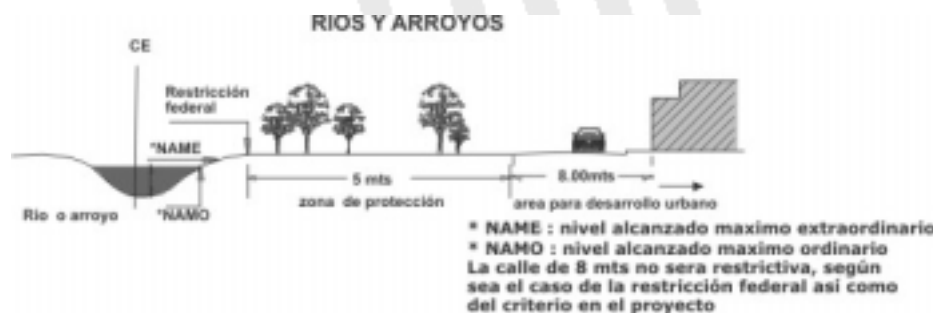 RIOS Y ARROYOS
CE
Restricción
federal
*NAME
5 mts
8.00mts
Rio o arroyo
*NAMO
zona de protección
area para desarrollo urbano
* NAME : nivel alcanzado maximo extraordinario
* NAMO : nivel alcanzado maximo ordinario
La calle de 8 mts no sera restrictiva, según
sea el caso de la restricción federal asi como
del criterio en el proyecto